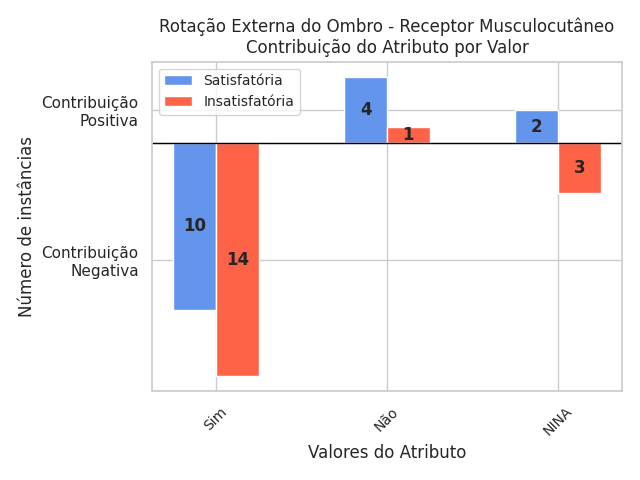 Rotação Externa do Ombro - Receptor Musculocutâneo
Contribuição do Atributo por Valor
Satisfatória
Insatisfatória
Contribuição
Positiva
Contribuição
Negativa
Número de instâncias
10
14
4
1
2
3
Sim
Não
NINA
Valores do Atributo